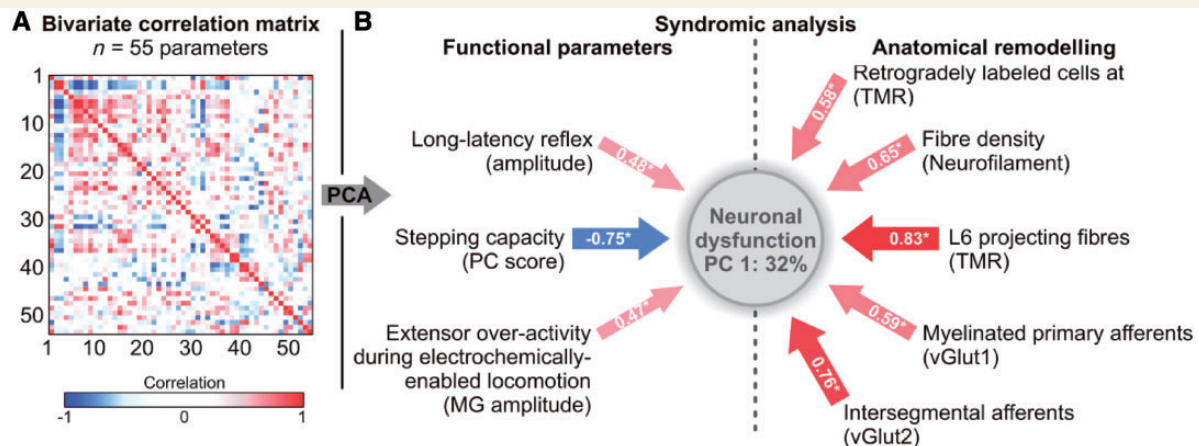 A
Bivariate correlation matrix
n = 55 parameters
1
10
20
30
40
50
1 10 20 30 40 50
Correlation
-1 0 1
PCA
B
Syndromic analysis
Functional parameters
Long-latency reflex
(amplitude)
0.48*
Stepping capacity
(PC score)
-0.75*
Extensor over-activity
during electrochemically-
enabled locomotion
(MG amplitude)
0.47*
Neuronal
dysfunction
PC 1: 32%
Anatomical remodelling
Retrogradely labeled cells at
(TMR)
0.58*
Fibre density
(Neurofilament)
0.65*
L6 projecting fibres
(TMR)
0.83*
Myelinated primary afferents
(vGlut1)
0.59*
Intersegmental afferents
(vGlut2)
0.76*